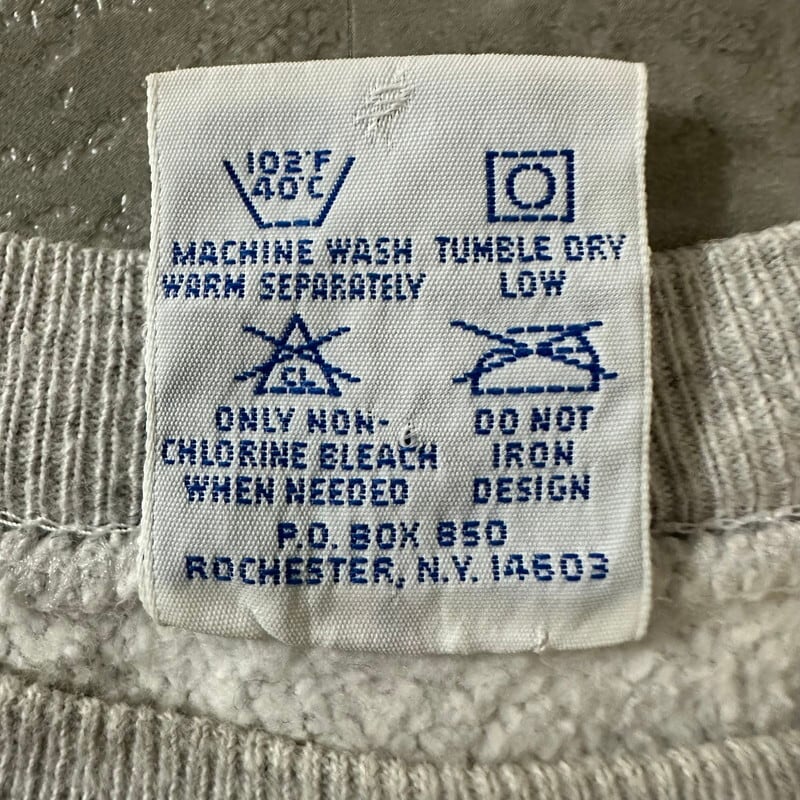 102°F
40°C
MACHINE WASH
WARM SEPARATELY
TUMBLE DRY
LOW
CL
ONLY NON-
CHLORINE BLEACH
WHEN NEEDED
DO NOT
IRON
DESIGN
P.O. BOX 850
ROCHESTER, N.Y. 14603